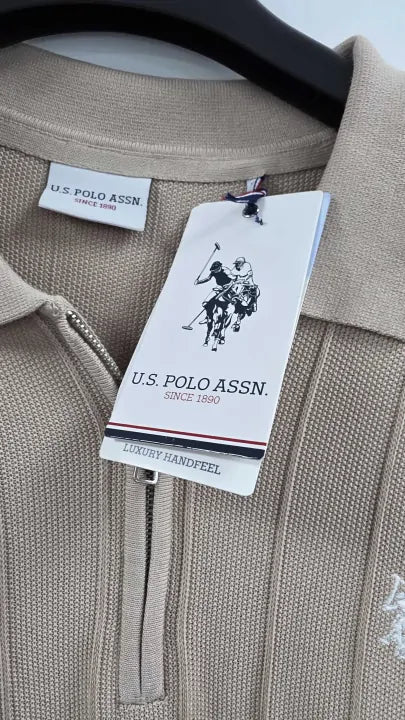 U.S. POLO ASSN.
SINCE 1890
U.S. POLO ASSN.
SINCE 1890
LUXURY HANDFEEL